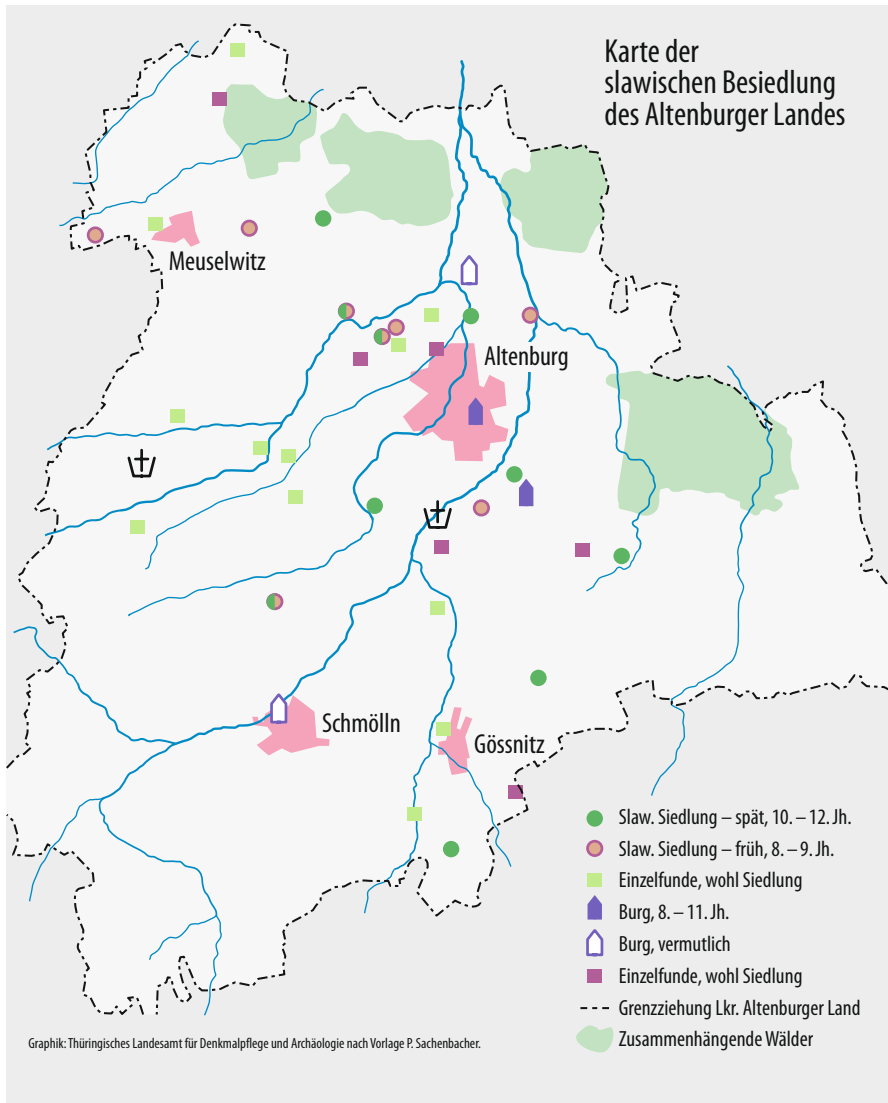 Karte der
slawischen Besiedlung
des Altenburger Landes
Meuselwitz
Altenburg
Schmölln
Gössnitz
Slaw. Siedlung – spät, 10. – 12. Jh.
Slaw. Siedlung – früh, 8. – 9. Jh.
Einzelfunde, wohl Siedlung
Burg, 8. – 11. Jh.
Burg, vermutlich
Einzelfunde, wohl Siedlung
Grenzziehung Lkr. Altenburger Land
Zusammenhängende Wälder
Graphik: Thüringisches Landesamt für Denkmalpflege und Archäologie nach Vorlage P. Sachenbacher.